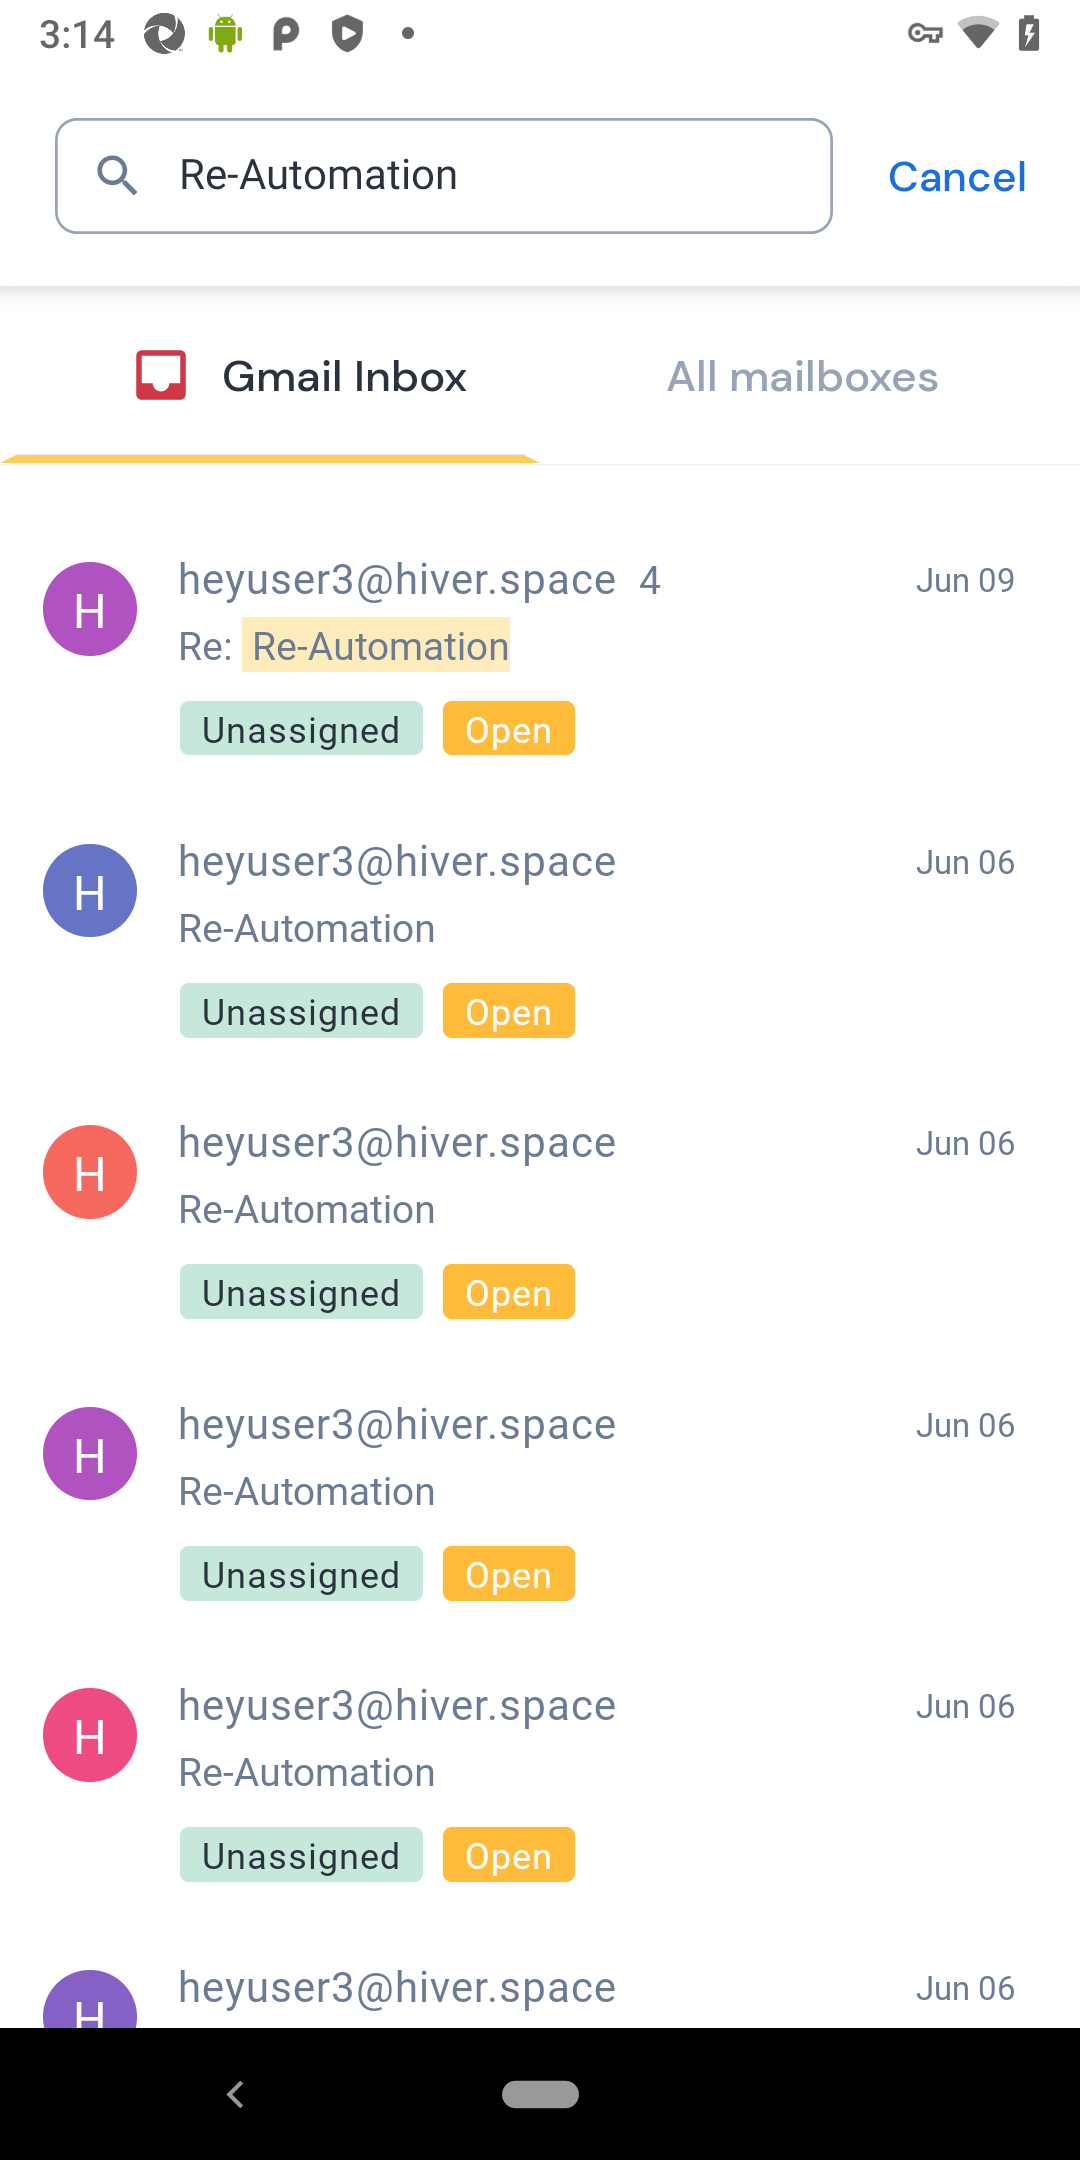 3:14
Re-Automation
Cancel
Gmail Inbox
All mailboxes
H
heyuser3@hiver.space 4
Jun 09
Re: Re-Automation
Unassigned
Open
H
heyuser3@hiver.space
Jun 06
Re-Automation
Unassigned
Open
H
heyuser3@hiver.space
Jun 06
Re-Automation
Unassigned
Open
H
heyuser3@hiver.space
Jun 06
Re-Automation
Unassigned
Open
H
heyuser3@hiver.space
Jun 06
Re-Automation
Unassigned
Open
H
heyuser3@hiver.space
Jun 06